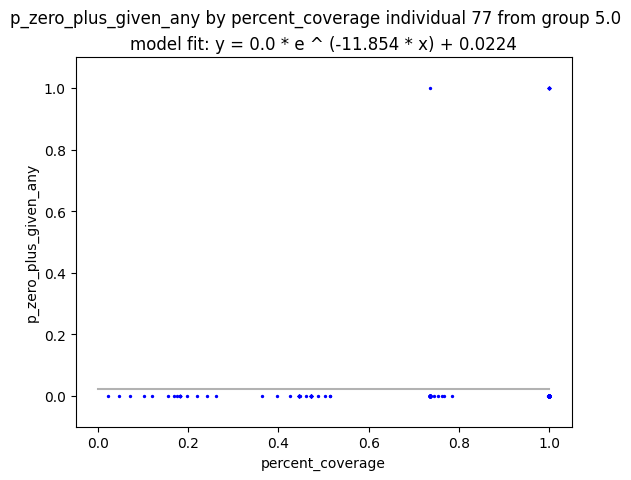 p_zero_plus_given_any by percent_coverage individual 77 from group 5.0
model fit: y = 0.0 * e ^ (-11.854 * x) + 0.0224
1.0
0.8
0.6
0.4
0.2
0.0
p_zero_plus_given_any
0.0 0.2 0.4 0.6 0.8 1.0
percent_coverage